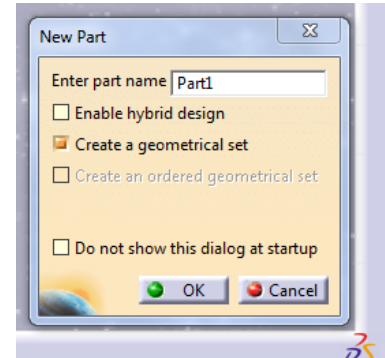 New Part
Enter part name Part1
Enable hybrid design
Create a geometrical set
Create an ordered geometrical set
Do not show this dialog at startup
OK Cancel